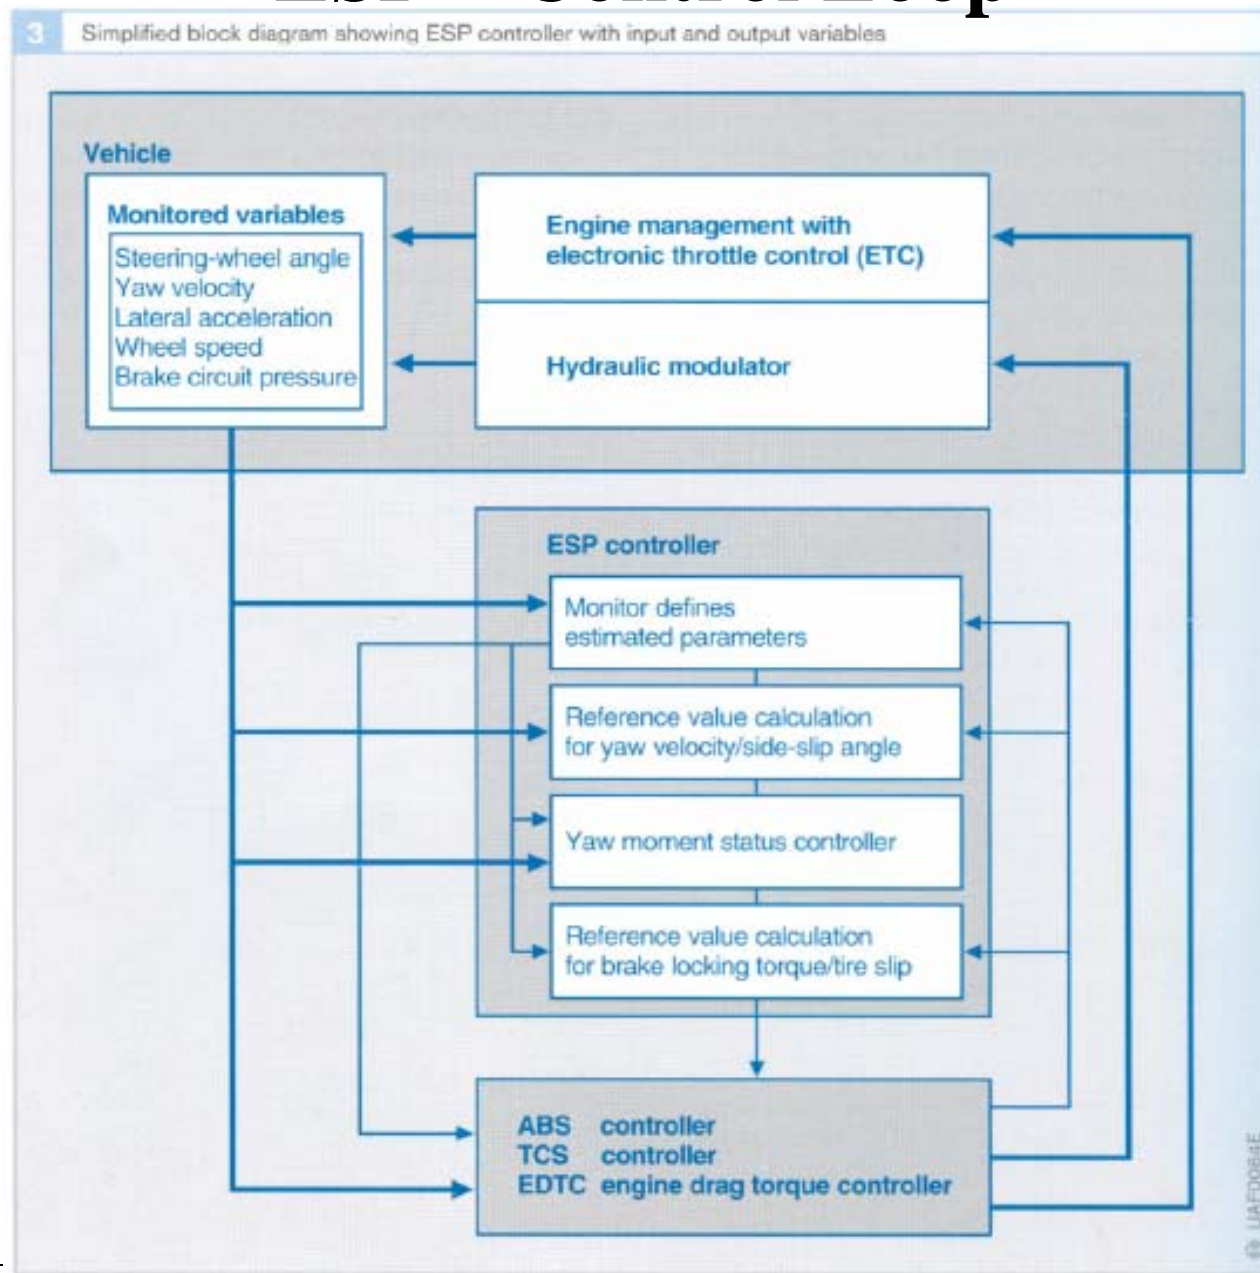 ESP Control Loop
3 Simplified block diagram showing ESP controller with input and output variables
Vehicle
Monitored variables
Steering-wheel angle
Yaw velocity
Lateral acceleration
Wheel speed
Brake circuit pressure
Engine management with
electronic throttle control (ETC)
Hydraulic modulator
ESP controller
Monitor defines
estimated parameters
Reference value calculation
for yaw velocity/side-slip angle
Yaw moment status controller
Reference value calculation
for brake locking torque/tire slip
ABS controller
TCS controller
EDTC engine drag torque controller